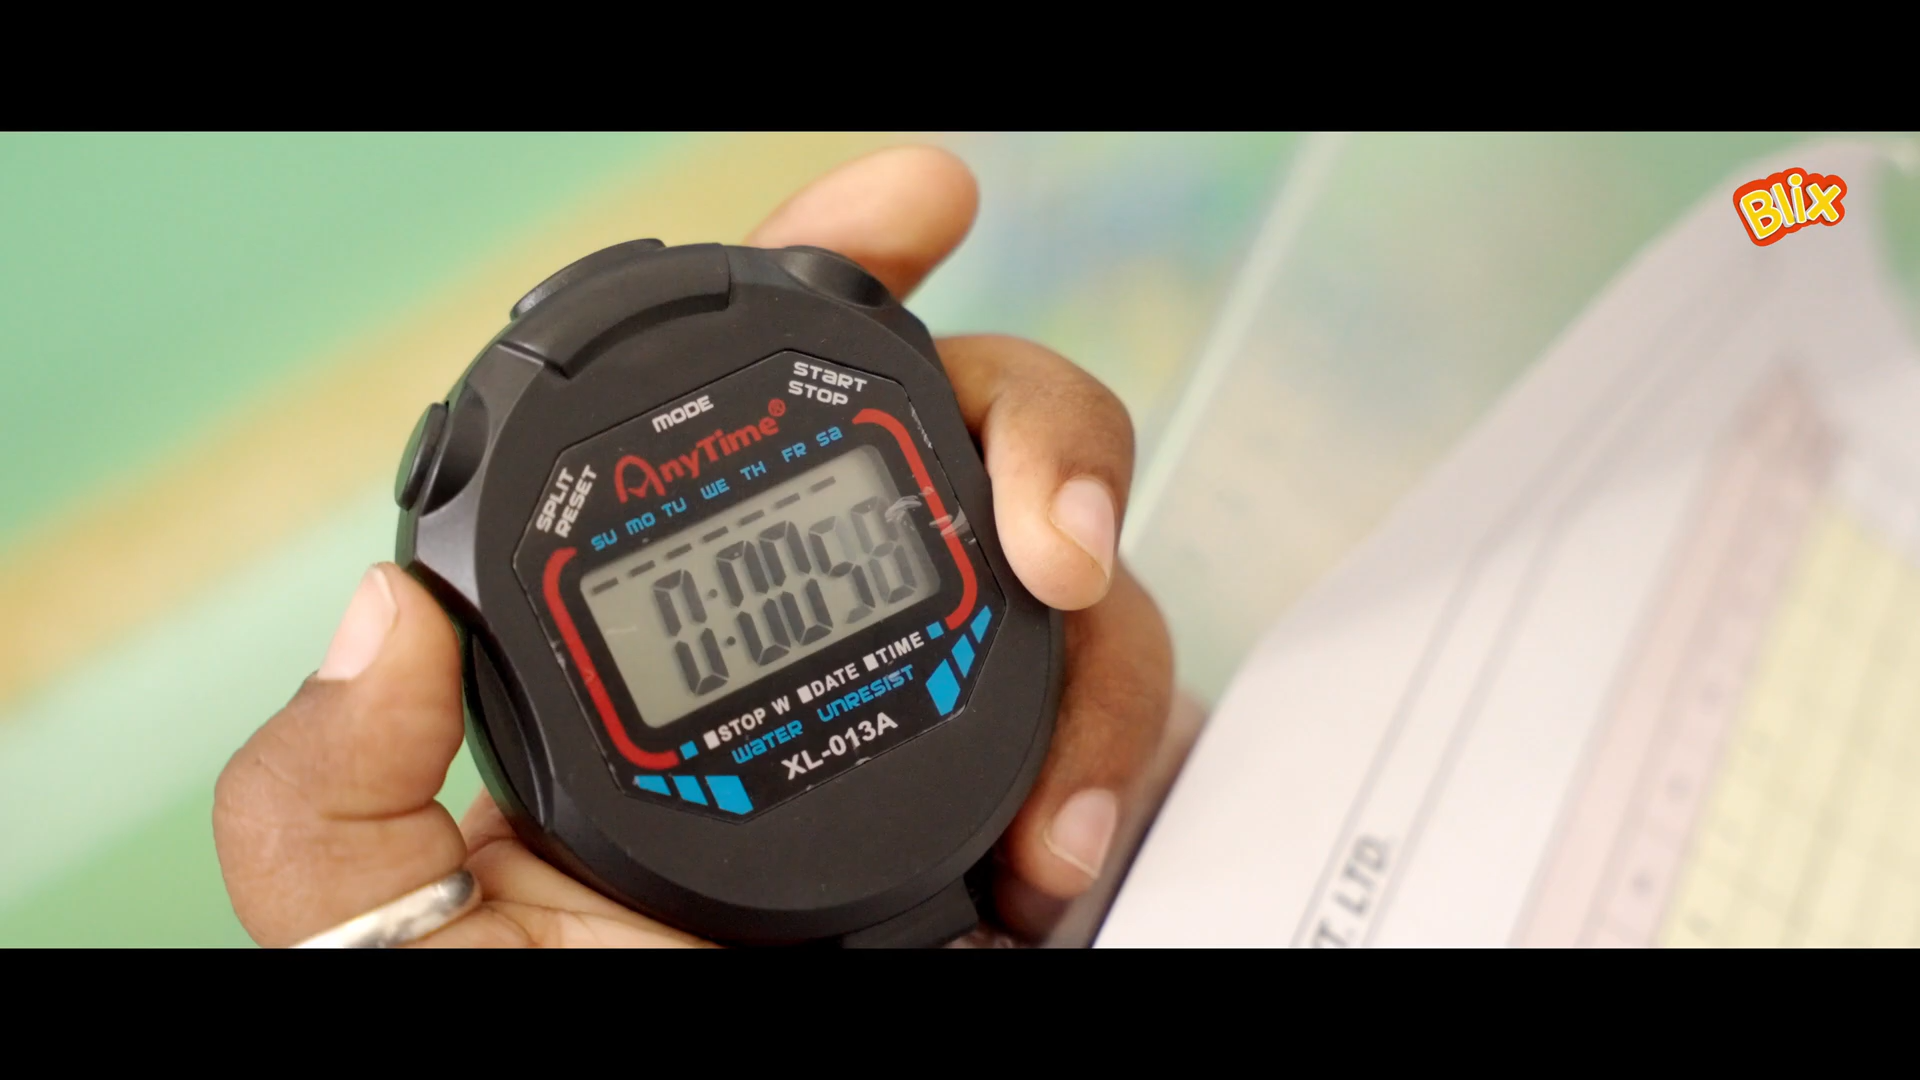 Blix
START
STOP
MODE
AnyTime®
SPLIT
RESET
SU MO TU WE TH FR SA
0:00 58
■STOP W ■DATE ■TIME
WATER UNRESIST
XL-013A
T. LTD.